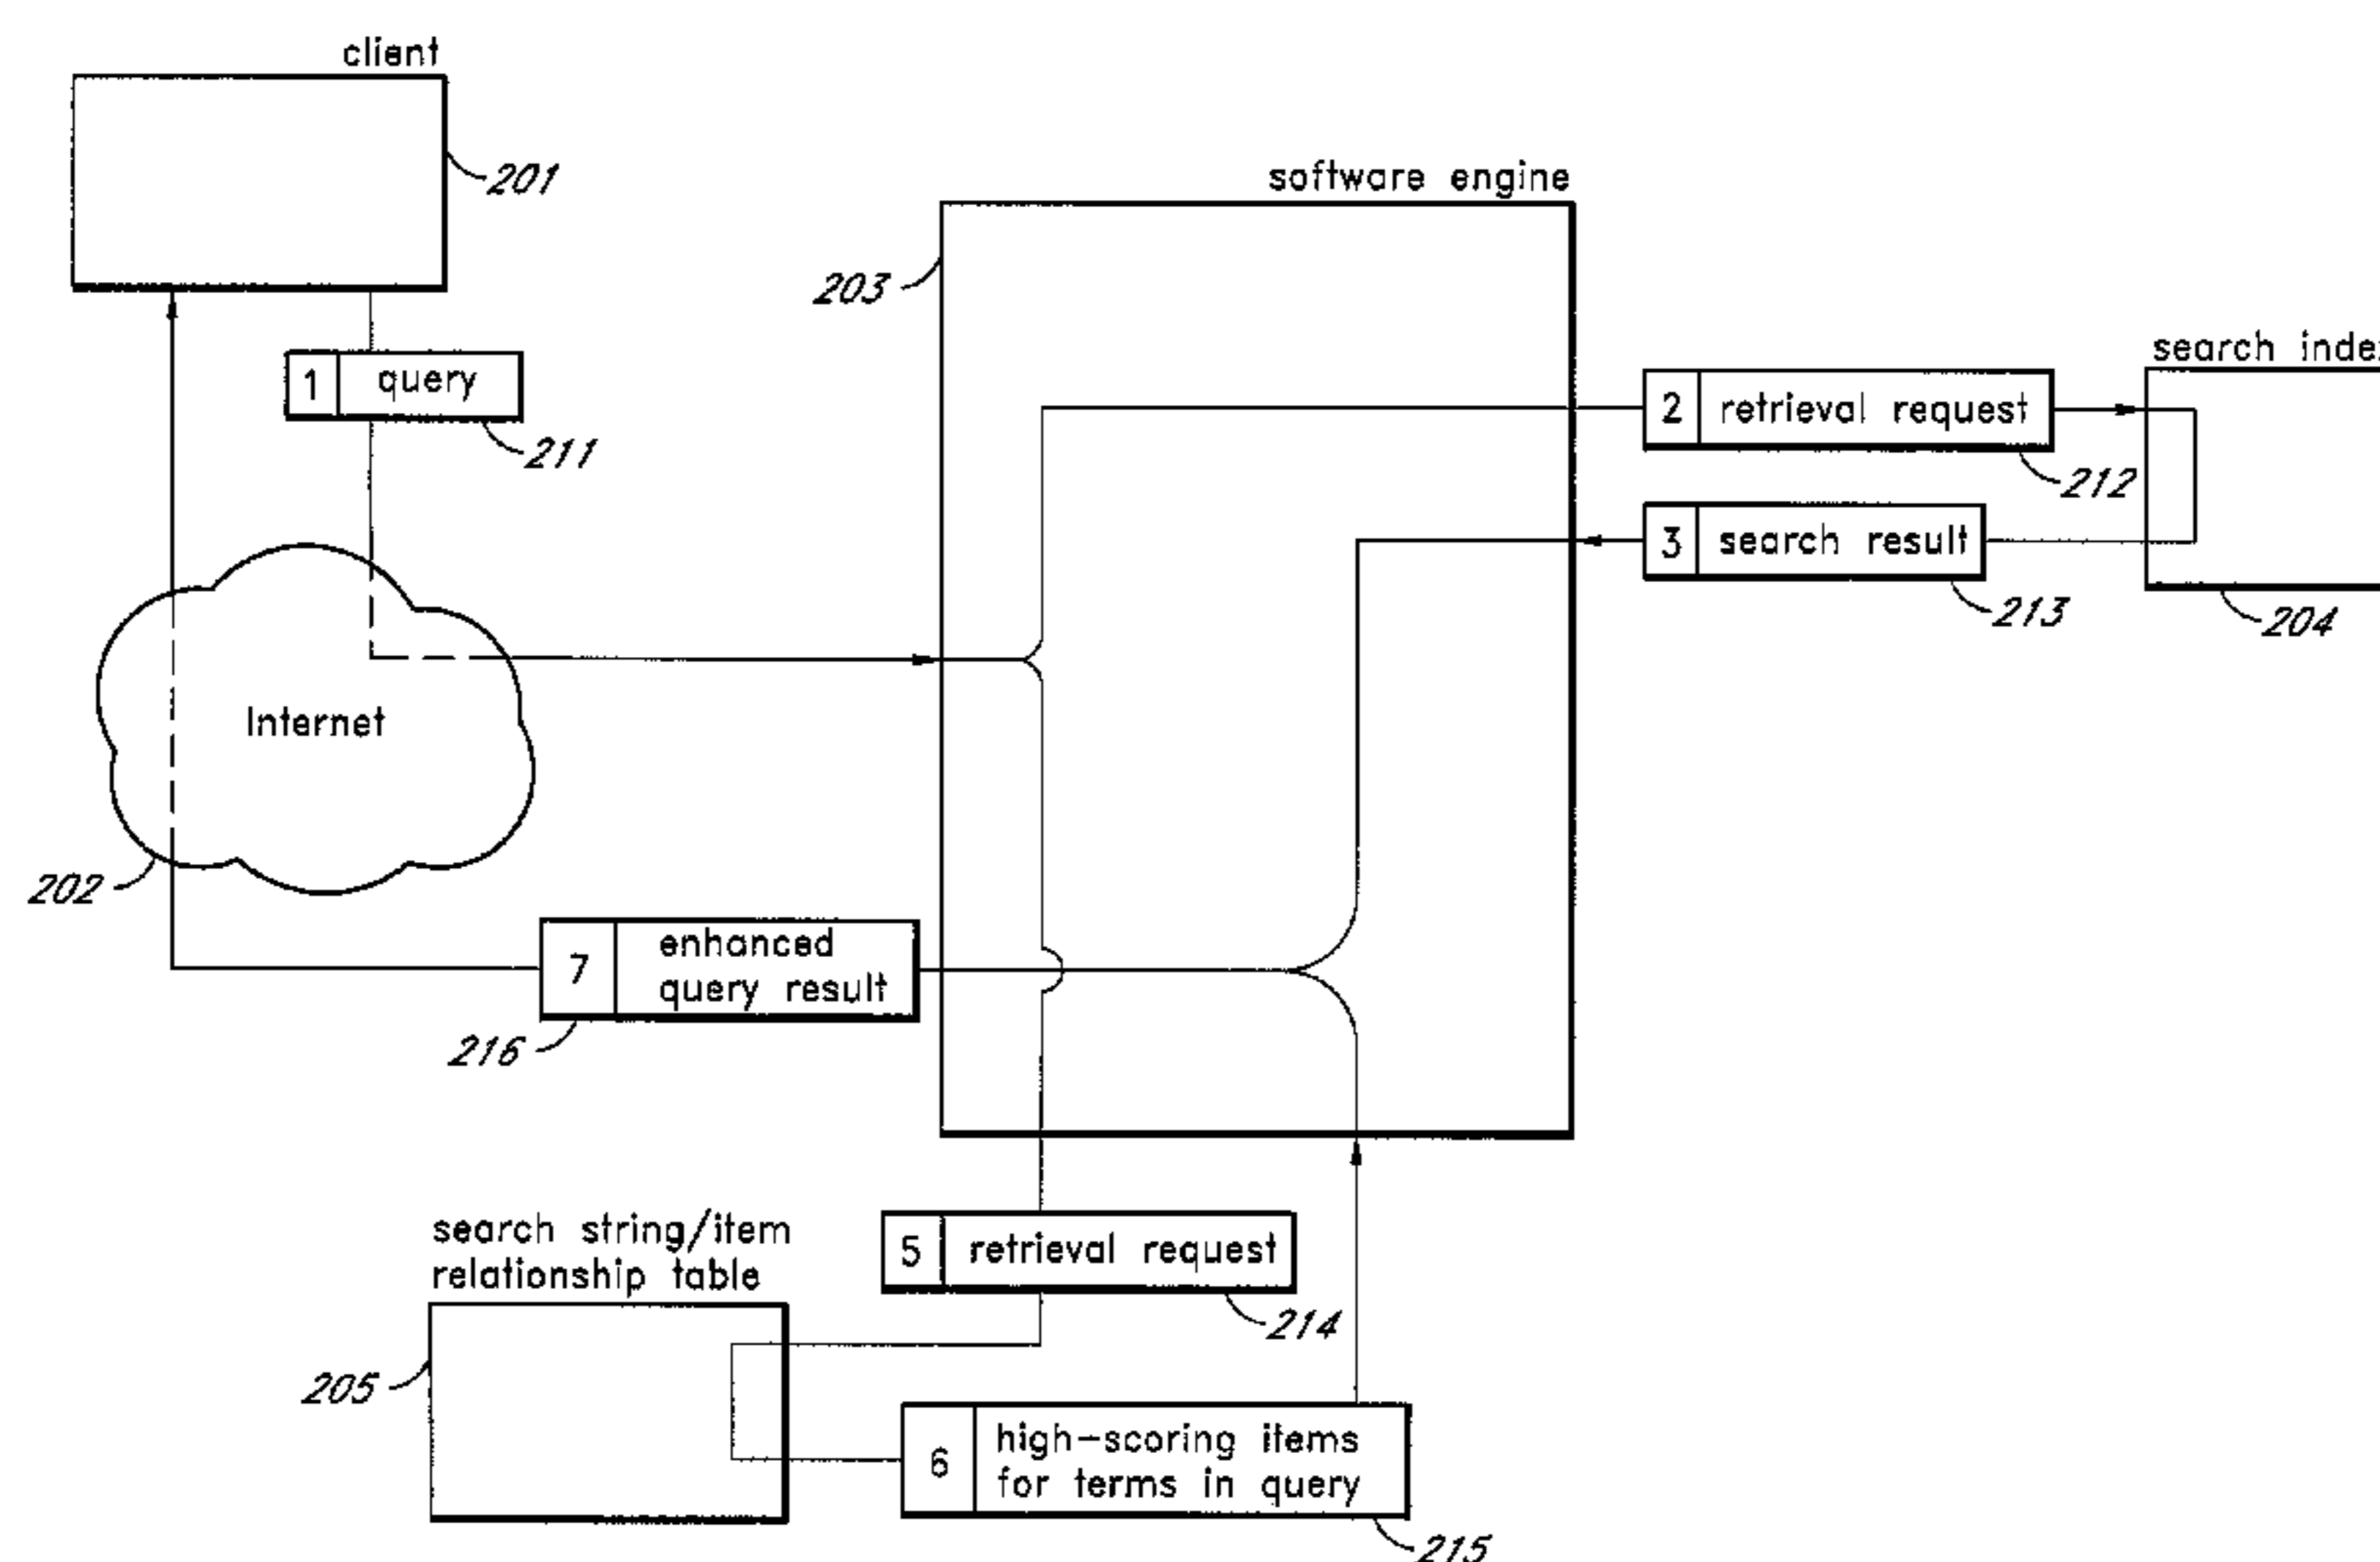 client
201
software engine
203
1 query
211
search inde
2 retrieval request
212
3 search result
213
204
Internet
202
7 enhanced
query result
216
search string/item
relationship table
5 retrieval request
214
205
6 high-scoring items
for terms in query
215